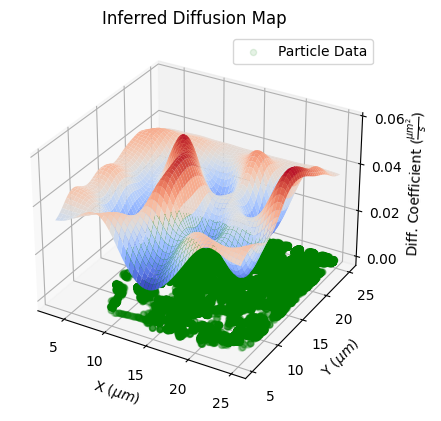 Inferred Diffusion Map
Particle Data
0.06
0.04
0.02
0.00
Diff. Coefficient (μm²/s)
5
10
15
20
25
X (μm)
5
10
15
20
25
Y (μm)